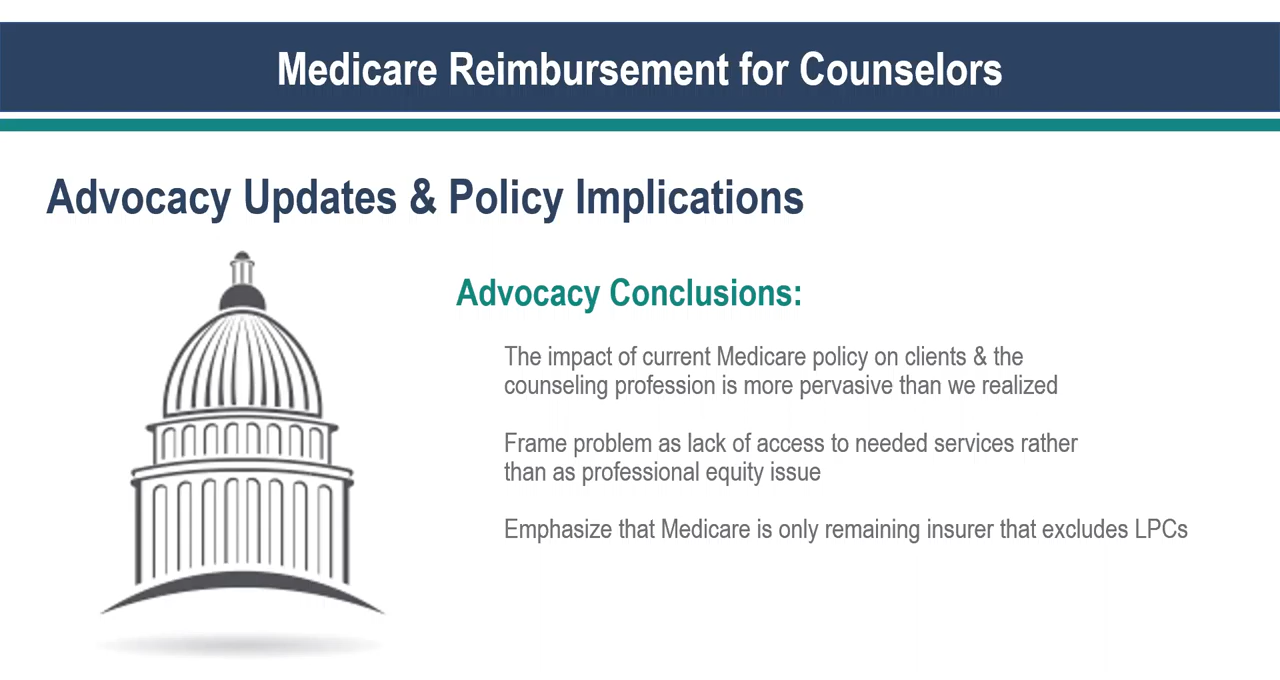 Medicare Reimbursement for Counselors
Advocacy Updates & Policy Implications
Advocacy Conclusions:
The impact of current Medicare policy on clients & the
counseling profession is more pervasive than we realized
Frame problem as lack of access to needed services rather
than as professional equity issue
Emphasize that Medicare is only remaining insurer that excludes LPCs